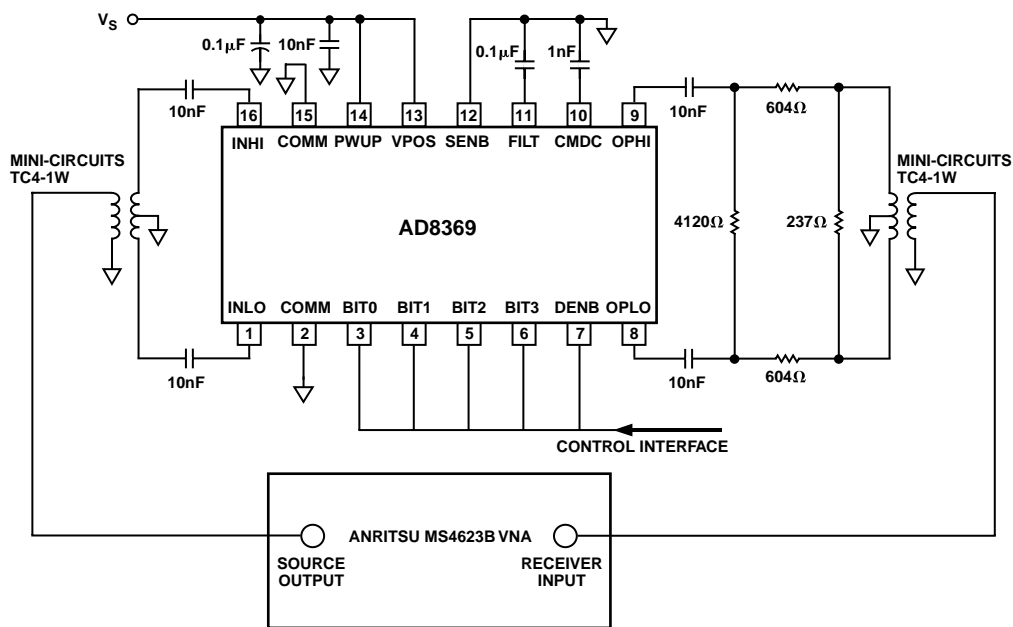 VS
0.1µF
10nF
0.1µF
1nF
10nF
10nF
604Ω
16
15
14
13
12
11
10
9
INHI
COMM
PWUP
VPOS
SENB
FILT
CMDC
OPHI
MINI-CIRCUITS
TC4-1W
MINI-CIRCUITS
TC4-1W
AD8369
4120Ω
237Ω
INLO
COMM
BIT0
BIT1
BIT2
BIT3
DENB
OPLO
1
2
3
4
5
6
7
8
10nF
10nF
604Ω
CONTROL INTERFACE
ANRITSU MS4623B VNA
SOURCE
OUTPUT
RECEIVER
INPUT